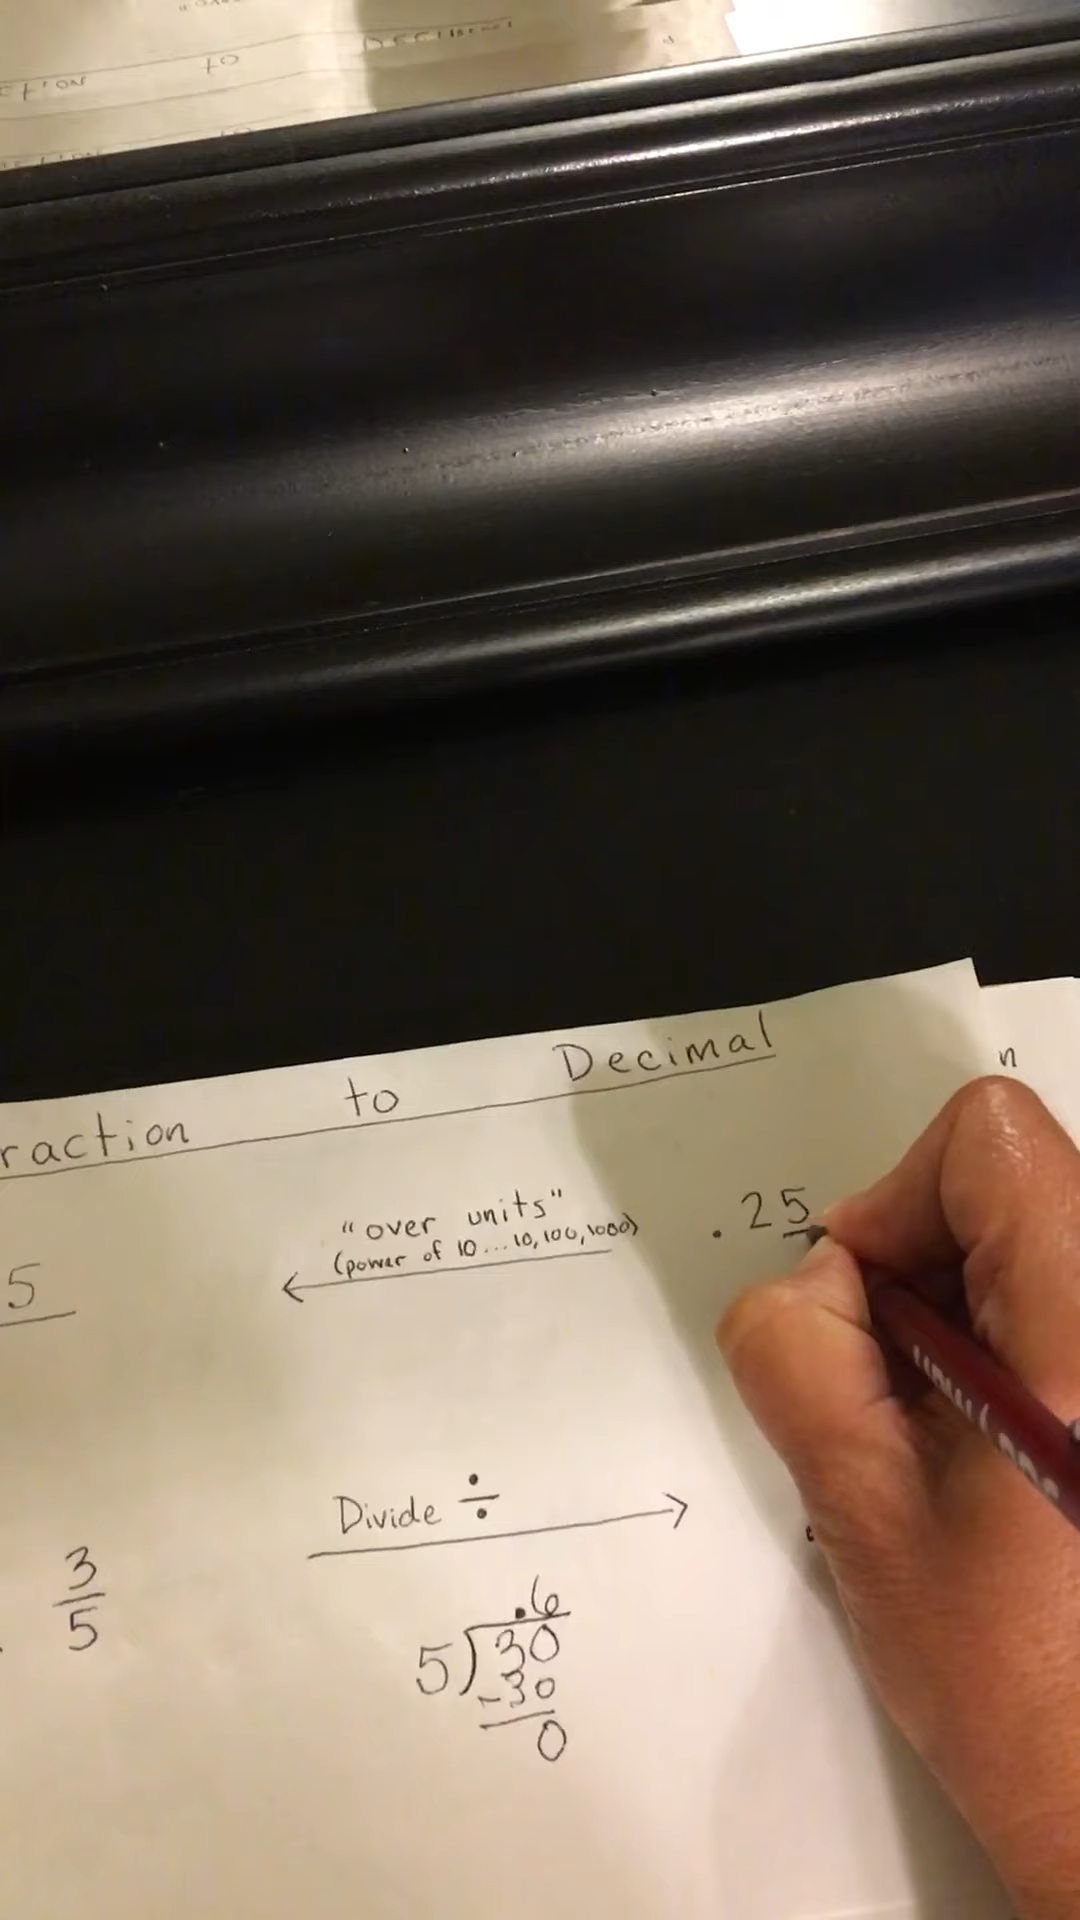 to
raction to Decimal
n
"over units"
(power of 10...10,100,1000)
.25
5
Divide ÷
3
5
.6
5)30
-30
0